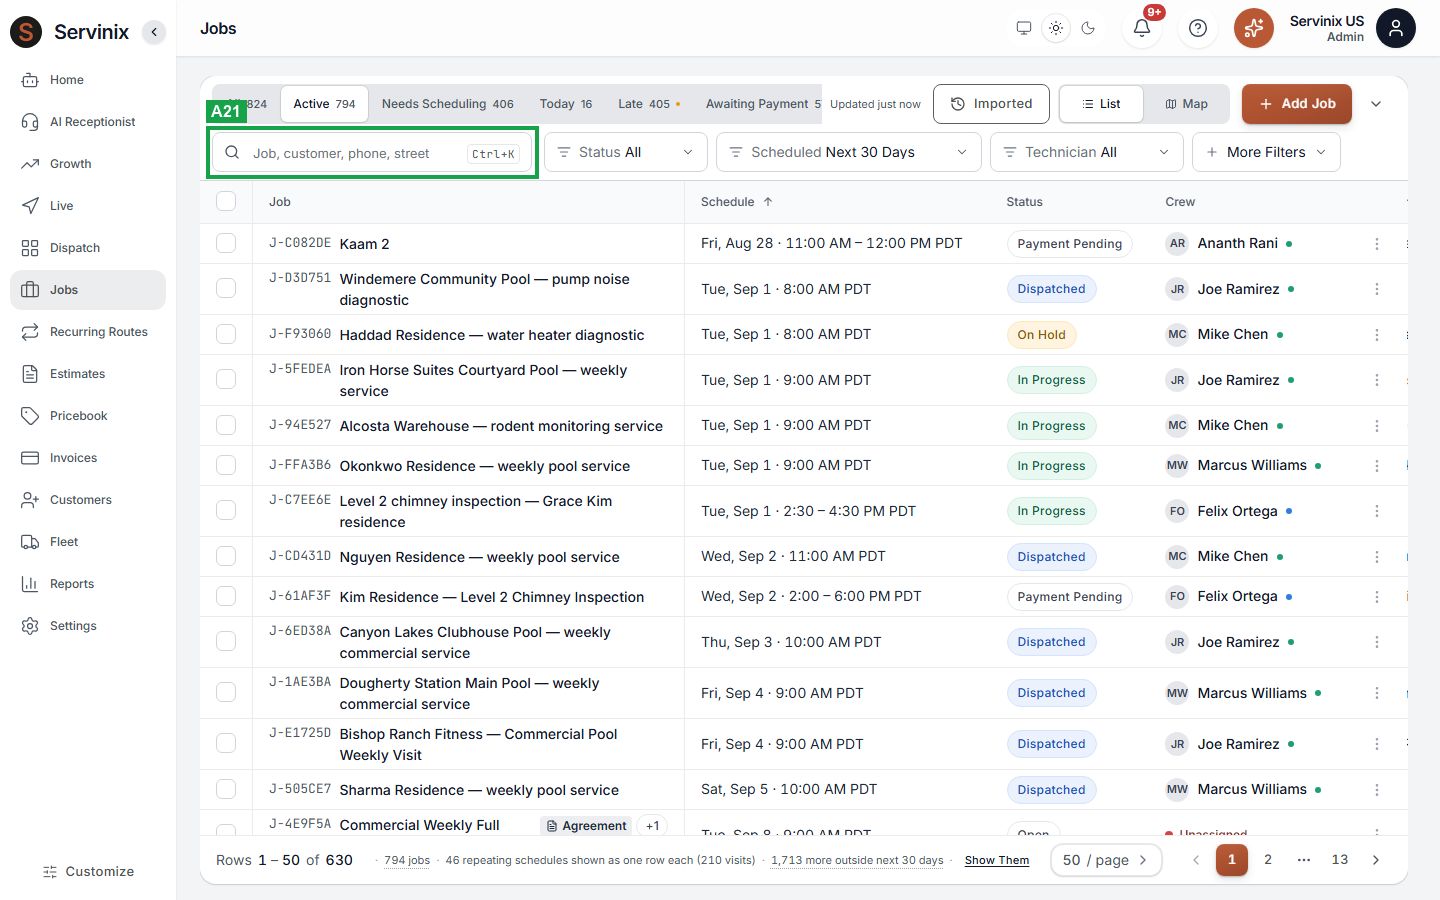 S Servinix
Home
AI Receptionist
Growth
Live
Dispatch
Jobs
Recurring Routes
Estimates
Pricebook
Invoices
Customers
Fleet
Reports
Settings
Customize
Jobs
9+
Servinix US
Admin
A21
824 Active 794 Needs Scheduling 406 Today 16 Late 405 Awaiting Payment Updated just now Imported List Map Add Job
Job, customer, phone, street Ctrl+K Status All Scheduled Next 30 Days Technician All More Filters
Job Schedule Status Crew
J-C082DE Kaam 2 Fri, Aug 28 · 11:00 AM – 12:00 PM PDT Payment Pending AR Ananth Rani
J-D3D751 Windemere Community Pool — pump noise
diagnostic Tue, Sep 1 · 8:00 AM PDT Dispatched JR Joe Ramirez
J-F93060 Haddad Residence — water heater diagnostic Tue, Sep 1 · 8:00 AM PDT On Hold MC Mike Chen
J-5FEDEA Iron Horse Suites Courtyard Pool — weekly
service Tue, Sep 1 · 9:00 AM PDT In Progress JR Joe Ramirez
J-94E527 Alcosta Warehouse — rodent monitoring service Tue, Sep 1 · 9:00 AM PDT In Progress MC Mike Chen
J-FFA3B6 Okonkwo Residence — weekly pool service Tue, Sep 1 · 9:00 AM PDT In Progress MW Marcus Williams
J-C7EE6E Level 2 chimney inspection — Grace Kim
residence Tue, Sep 1 · 2:30 – 4:30 PM PDT In Progress FO Felix Ortega
J-CD431D Nguyen Residence — weekly pool service Wed, Sep 2 · 11:00 AM PDT Dispatched MC Mike Chen
J-61AF3F Kim Residence — Level 2 Chimney Inspection Wed, Sep 2 · 2:00 – 6:00 PM PDT Payment Pending FO Felix Ortega
J-6ED38A Canyon Lakes Clubhouse Pool — weekly
commercial service Thu, Sep 3 · 10:00 AM PDT Dispatched JR Joe Ramirez
J-1AE3BA Dougherty Station Main Pool — weekly
commercial service Fri, Sep 4 · 9:00 AM PDT Dispatched MW Marcus Williams
J-E1725D Bishop Ranch Fitness — Commercial Pool
Weekly Visit Fri, Sep 4 · 9:00 AM PDT Dispatched JR Joe Ramirez
J-505CE7 Sharma Residence — weekly pool service Sat, Sep 5 · 10:00 AM PDT Dispatched MW Marcus Williams
J-4E9F5A Commercial Weekly Full Agreement +1 Tue, Sep 8 · 9:00 AM PDT Open Unassigned
Rows 1 – 50 of 630 · 794 jobs · 46 repeating schedules shown as one row each (210 visits) · 1,713 more outside next 30 days · Show Them 50 / page 1 2 ··· 13